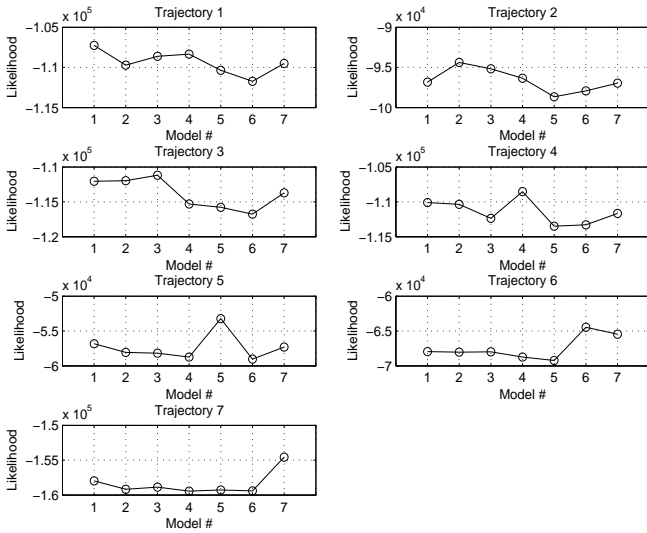 Trajectory 1
x 10^5
Likelihood
-1.05
-1.1
-1.15
1 2 3 4 5 6 7
Model #
Trajectory 2
x 10^4
Likelihood
-9
-9.5
-10
1 2 3 4 5 6 7
Model #
Trajectory 3
x 10^5
Likelihood
-1.1
-1.15
-1.2
1 2 3 4 5 6 7
Model #
Trajectory 4
x 10^5
Likelihood
-1.05
-1.1
-1.15
1 2 3 4 5 6 7
Model #
Trajectory 5
x 10^4
Likelihood
-5
-5.5
-6
1 2 3 4 5 6 7
Model #
Trajectory 6
x 10^4
Likelihood
-6
-6.5
-7
1 2 3 4 5 6 7
Model #
Trajectory 7
x 10^5
Likelihood
-1.5
-1.55
-1.6
1 2 3 4 5 6 7
Model #